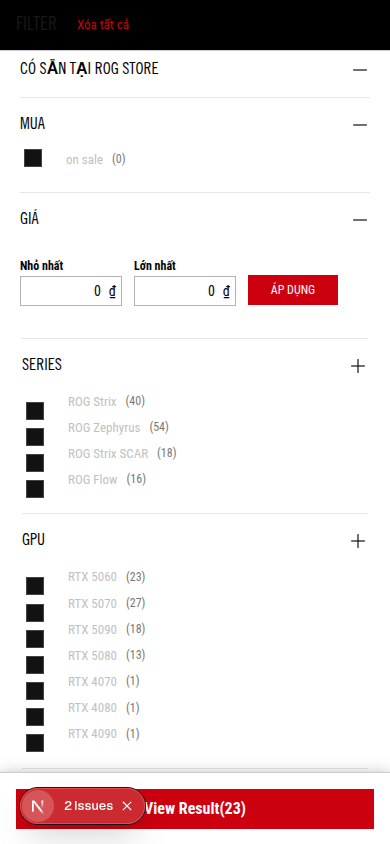 FILTER Xóa tất cả
CÓ SẴN TẠI ROG STORE
MUA
on sale (0)
GIÁ
Nhỏ nhất Lớn nhất
0 ₫ 0 ₫ ÁP DỤNG
SERIES
ROG Strix (40)
ROG Zephyrus (54)
ROG Strix SCAR (18)
ROG Flow (16)
GPU
RTX 5060 (23)
RTX 5070 (27)
RTX 5090 (18)
RTX 5080 (13)
RTX 4070 (1)
RTX 4080 (1)
RTX 4090 (1)
N 2 Issues View Result(23)